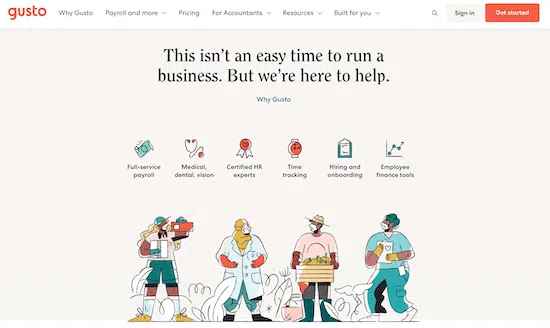 gusto Why Gusto Payroll and more Pricing For Accountants Resources Built for you Sign in Get started
This isn't an easy time to run a
business. But we're here to help.
Why Gusto
Full-service
payroll
Medical,
dental, vision
Certified HR
experts
Time
tracking
Hiring and
onboarding
Employee
finance tools